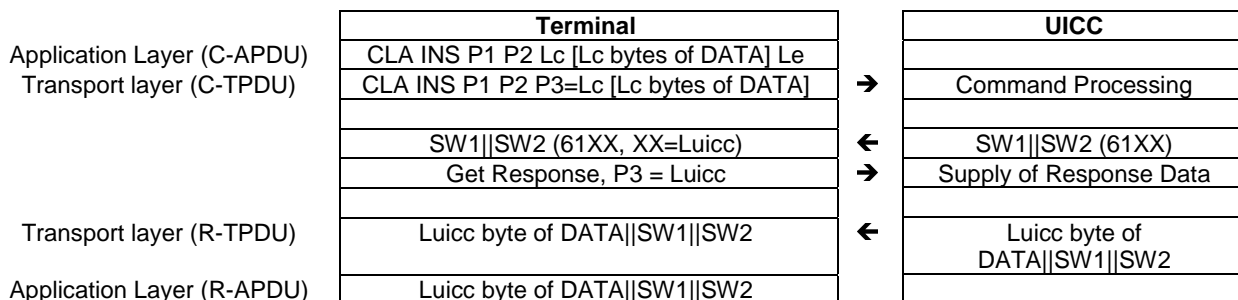 Terminal UICC
Application Layer (C-APDU) CLA INS P1 P2 Lc [Lc bytes of DATA] Le
Transport layer (C-TPDU) CLA INS P1 P2 P3=Lc [Lc bytes of DATA] → Command Processing
SW1||SW2 (61XX, XX=Luicc) ← SW1||SW2 (61XX)
Get Response, P3 = Luicc → Supply of Response Data
Transport layer (R-TPDU) Luicc byte of DATA||SW1||SW2 ← Luicc byte of
DATA||SW1||SW2
Application Layer (R-APDU) Luicc byte of DATA||SW1||SW2